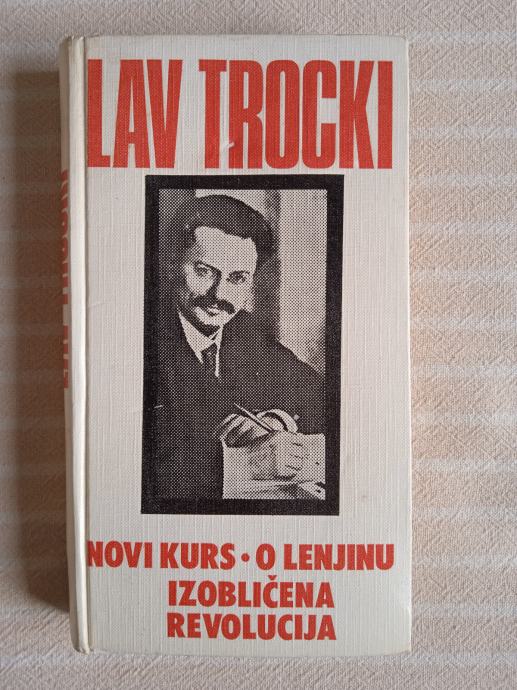 LAV TROCKI
NOVI KURS • O LENJINU
IZOBLIČENA
REVOLUCIJA